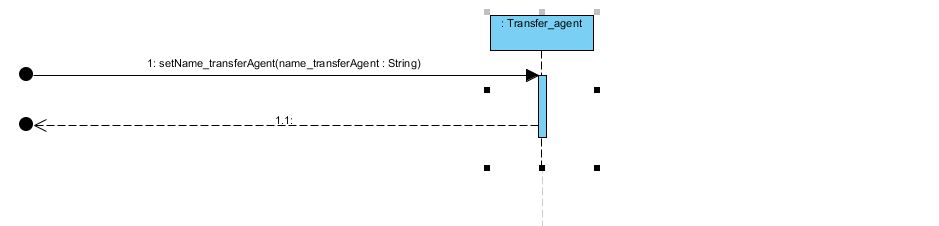 : Transfer_agent
1: setName_transferAgent(name_transferAgent : String)
1.1: